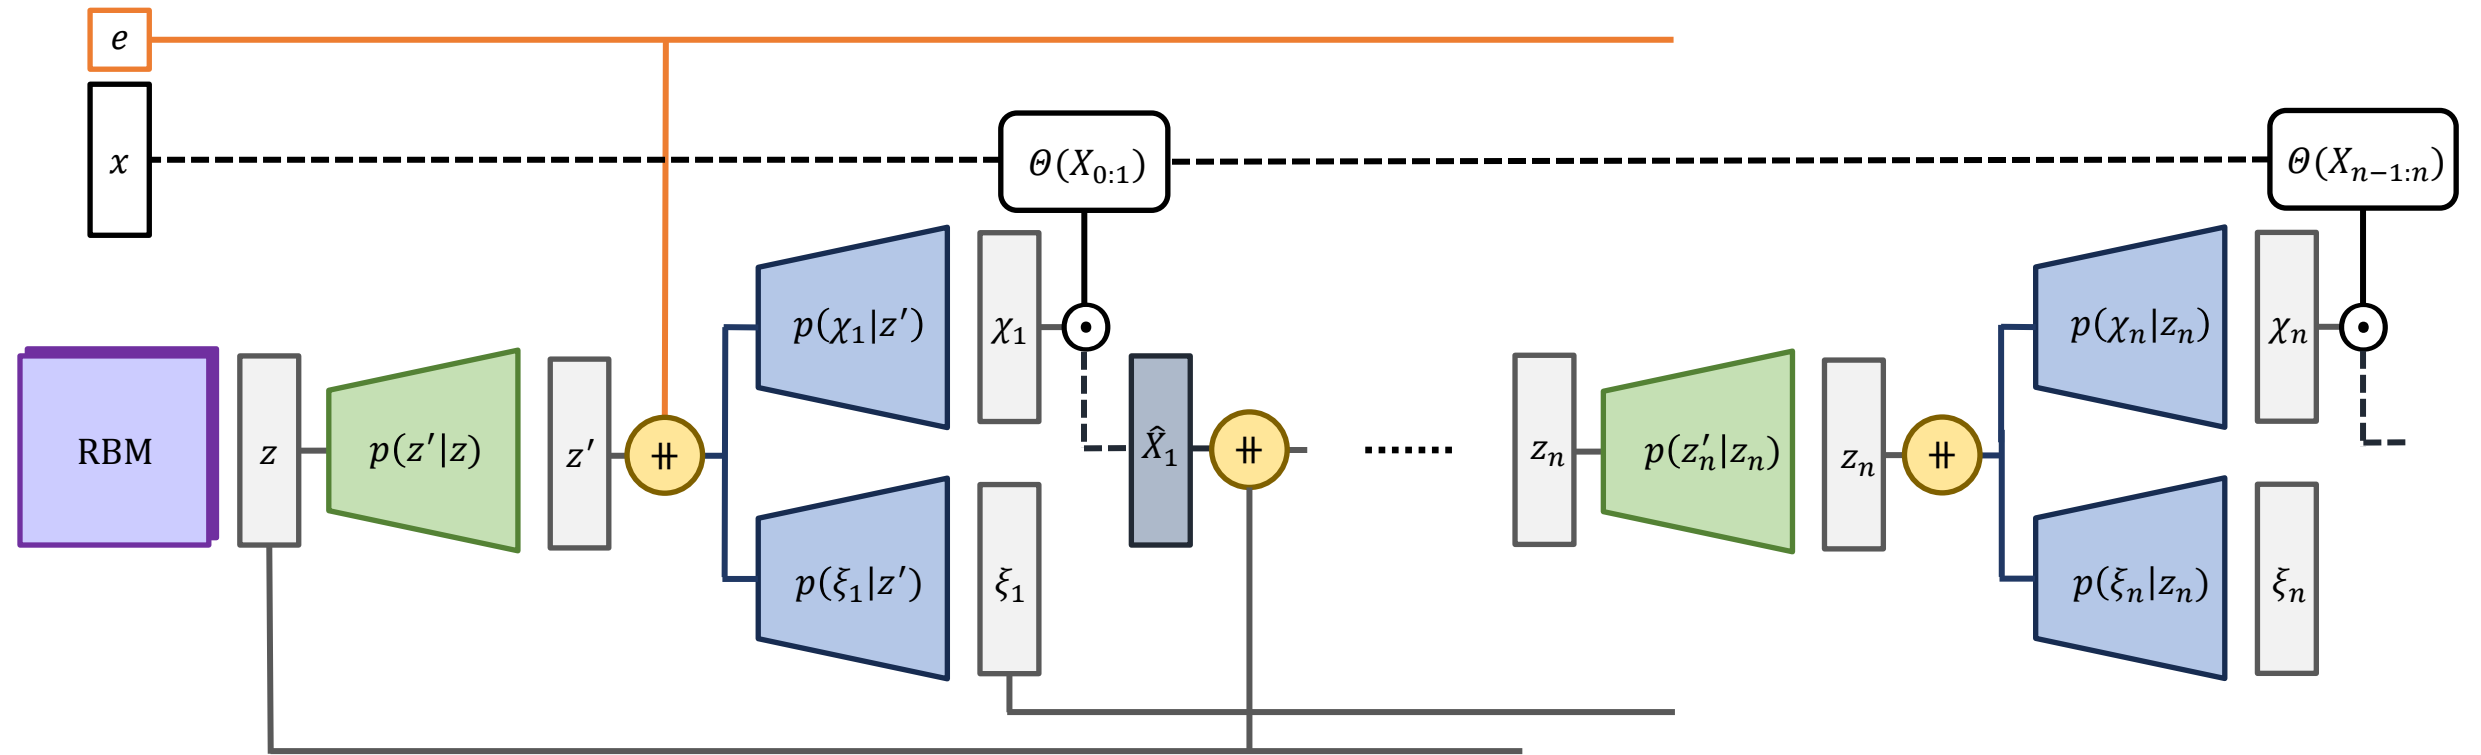 e
x
Θ(X₀:₁)
Θ(Xₙ₋₁:ₙ)
RBM
z
p(z′|z)
z′
⧺
p(χ₁|z′)
χ₁
p(ξ₁|z′)
ξ₁
X̂₁
⧺
.......
zₙ
p(z′ₙ|zₙ)
zₙ
⧺
p(χₙ|zₙ)
χₙ
p(ξₙ|zₙ)
ξₙ